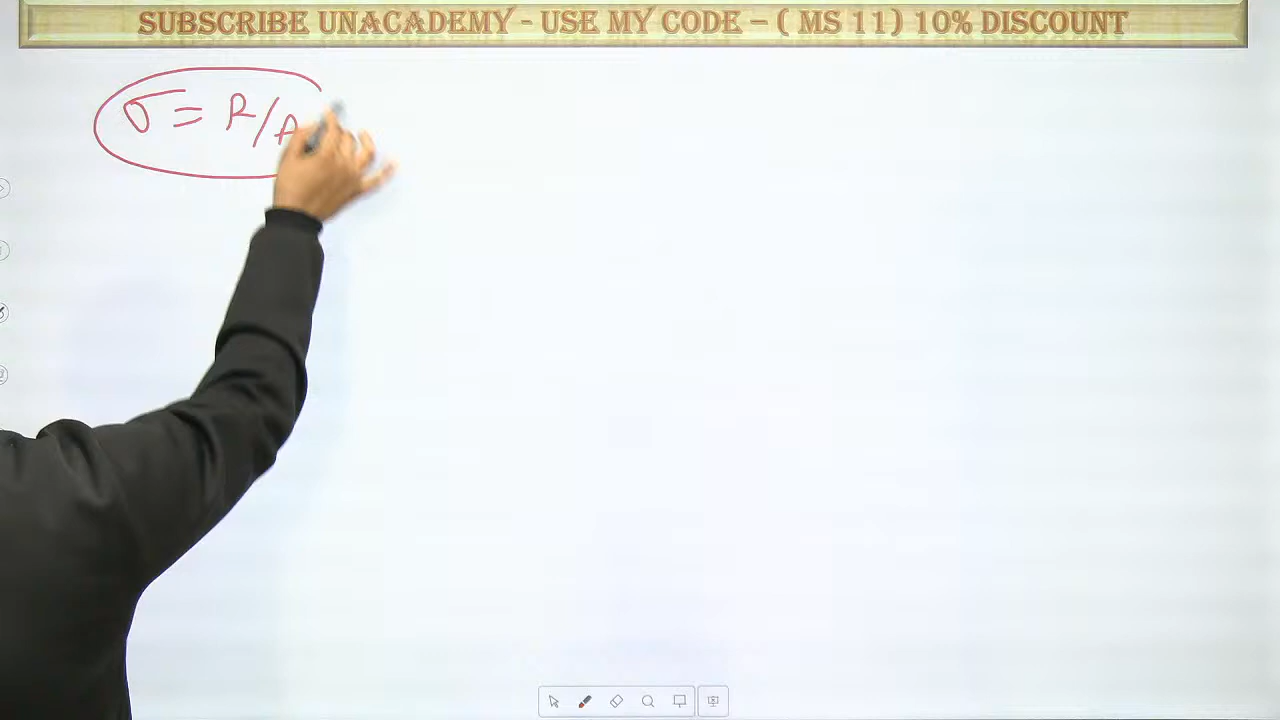 SUBSCRIBE UNACADEMY - USE MY CODE – ( MS 11) 10% DISCOUNT
σ = R/A